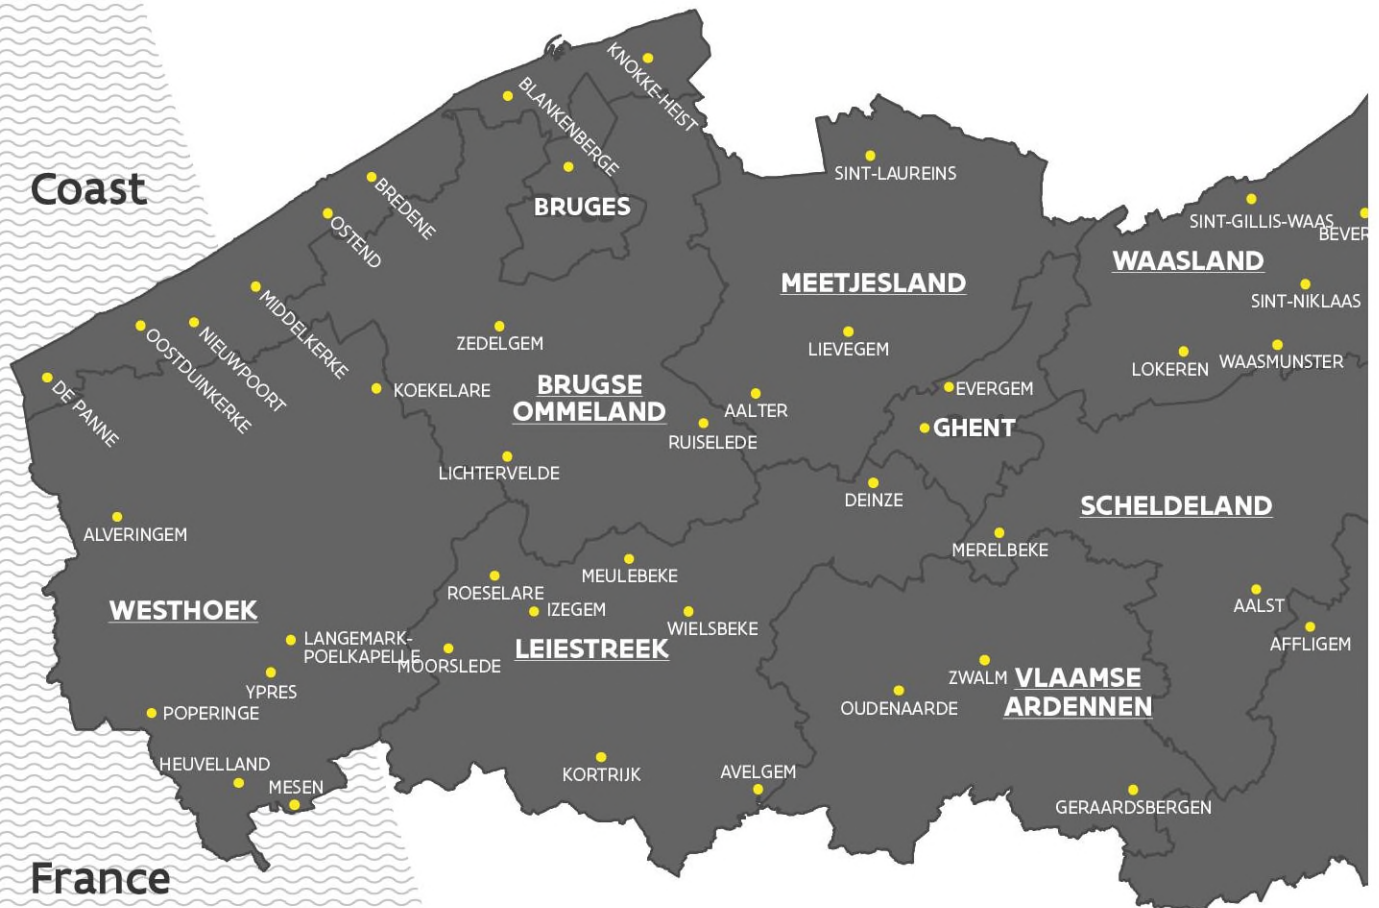 Coast
KNOKKE-HEIST
BLANKENBERGE
BRUGES
BREDENE
OSTEND
MIDDELKERKE
NIEUWPOORT
OOSTDUINKERKE
DE PANNE
SINT-LAUREINS
SINT-GILLIS-WAAS
BEVER
WAASLAND
MEETJESLAND
SINT-NIKLAAS
ZEDELGEM
LIEVEGEM
LOKEREN
WAASMUNSTER
KOEKELARE
BRUGSE
OMMELAND
EVERGEM
AALTER
GHENT
RUISELEDE
LICHTERVELDE
DEINZE
SCHELDELAND
ALVERINGEM
MERELBEKE
MEULEBEKE
ROESELARE
IZEGEM
WESTHOEK
AALST
WIELSBEKE
LANGEMARK-
POELKAPELLE
LEIESTREEK
AFFLIGEM
MOORSLEDE
ZWALM
VLAAMSE
ARDENNEN
YPRES
OUDENAARDE
POPERINGE
HEUVELLAND
KORTRIJK
AVELGEM
MESEN
GERAARDSBERGEN
France